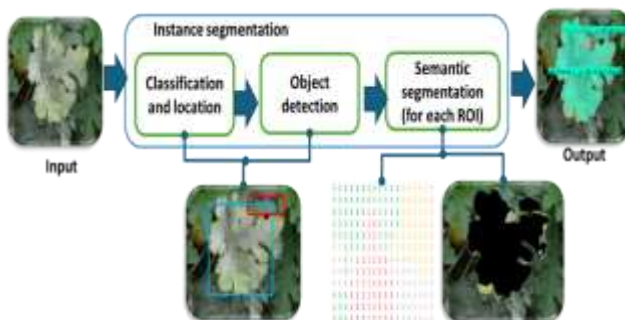 Instance segmentation
Classification
and location
Object
detection
Semantic
segmentation
(for each ROI)
Input
Output